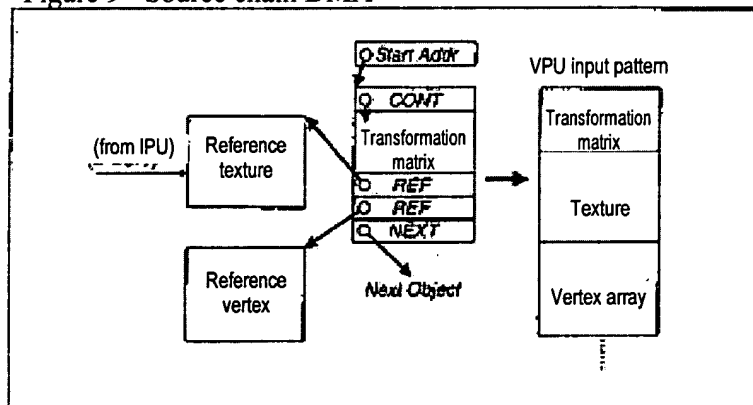 Figure 9 Source chain DMA
Start Addr
CONT
Transformation
matrix
REF
REF
NEXT
Next Object
(from IPU)
Reference
texture
Reference
vertex
VPU input pattern
Transformation
matrix
Texture
Vertex array